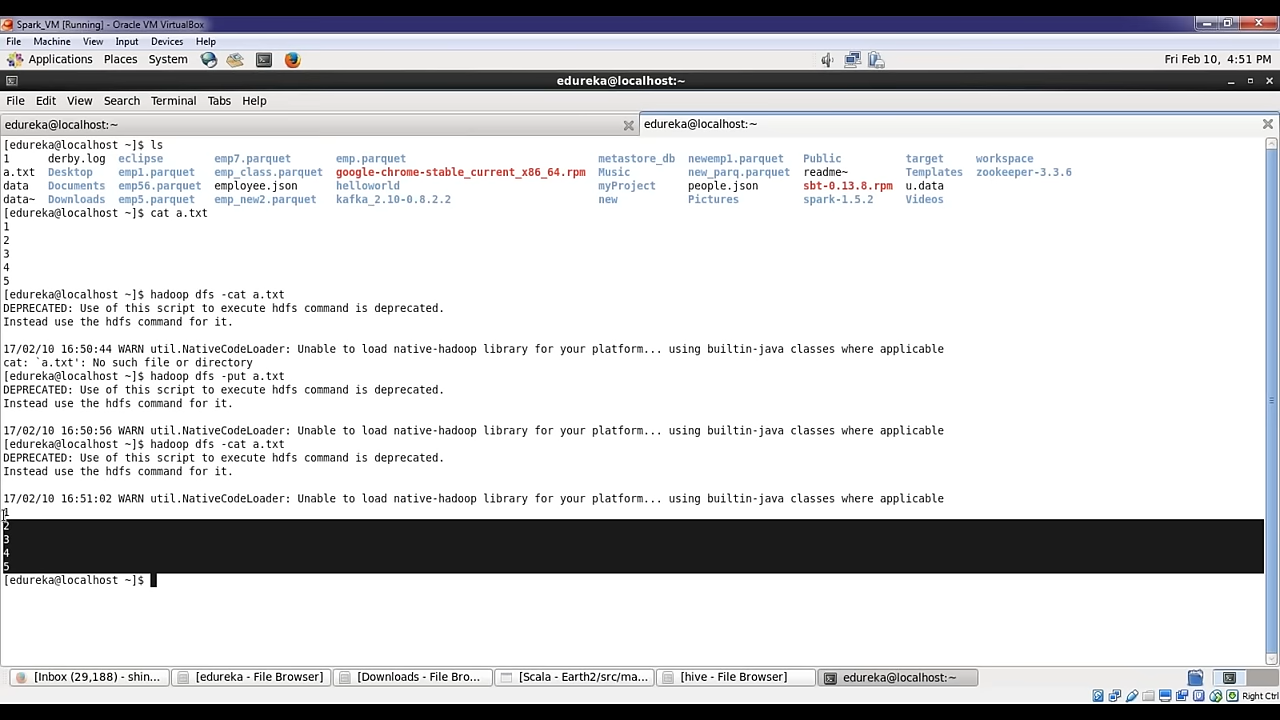 Spark_VM [Running] - Oracle VM VirtualBox
File Machine View Input Devices Help
Applications Places System Fri Feb 10, 4:51 PM
edureka@localhost:~
File Edit View Search Terminal Tabs Help
edureka@localhost:~ edureka@localhost:~
[edureka@localhost ~]$ ls
1 derby.log eclipse emp7.parquet emp.parquet metastore_db newemp1.parquet Public target workspace
a.txt Desktop emp1.parquet emp_class.parquet google-chrome-stable_current_x86_64.rpm Music new_parq.parquet readme~ Templates zookeeper-3.3.6
data Documents emp56.parquet employee.json helloworld myProject people.json sbt-0.13.8.rpm u.data
data~ Downloads emp5.parquet emp_new2.parquet kafka_2.10-0.8.2.2 new Pictures spark-1.5.2 Videos
[edureka@localhost ~]$ cat a.txt
1
2
3
4
5
[edureka@localhost ~]$ hadoop dfs -cat a.txt
DEPRECATED: Use of this script to execute hdfs command is deprecated.
Instead use the hdfs command for it.
17/02/10 16:50:44 WARN util.NativeCodeLoader: Unable to load native-hadoop library for your platform... using builtin-java classes where applicable
cat: `a.txt': No such file or directory
[edureka@localhost ~]$ hadoop dfs -put a.txt
DEPRECATED: Use of this script to execute hdfs command is deprecated.
Instead use the hdfs command for it.
17/02/10 16:50:56 WARN util.NativeCodeLoader: Unable to load native-hadoop library for your platform... using builtin-java classes where applicable
[edureka@localhost ~]$ hadoop dfs -cat a.txt
DEPRECATED: Use of this script to execute hdfs command is deprecated.
Instead use the hdfs command for it.
17/02/10 16:51:02 WARN util.NativeCodeLoader: Unable to load native-hadoop library for your platform... using builtin-java classes where applicable
1
2
3
4
5
[edureka@localhost ~]$
[Inbox (29,188) - shin... [edureka - File Browser] [Downloads - File Bro... [Scala - Earth2/src/ma... [hive - File Browser] edureka@localhost:~
Right Ctrl